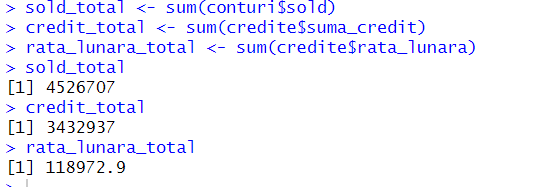 > sold_total <- sum(conturi$sold)
> credit_total <- sum(credite$suma_credit)
> rata_lunara_total <- sum(credite$rata_lunara)
> sold_total
[1] 4526707
> credit_total
[1] 3432937
> rata_lunara_total
[1] 118972.9
>